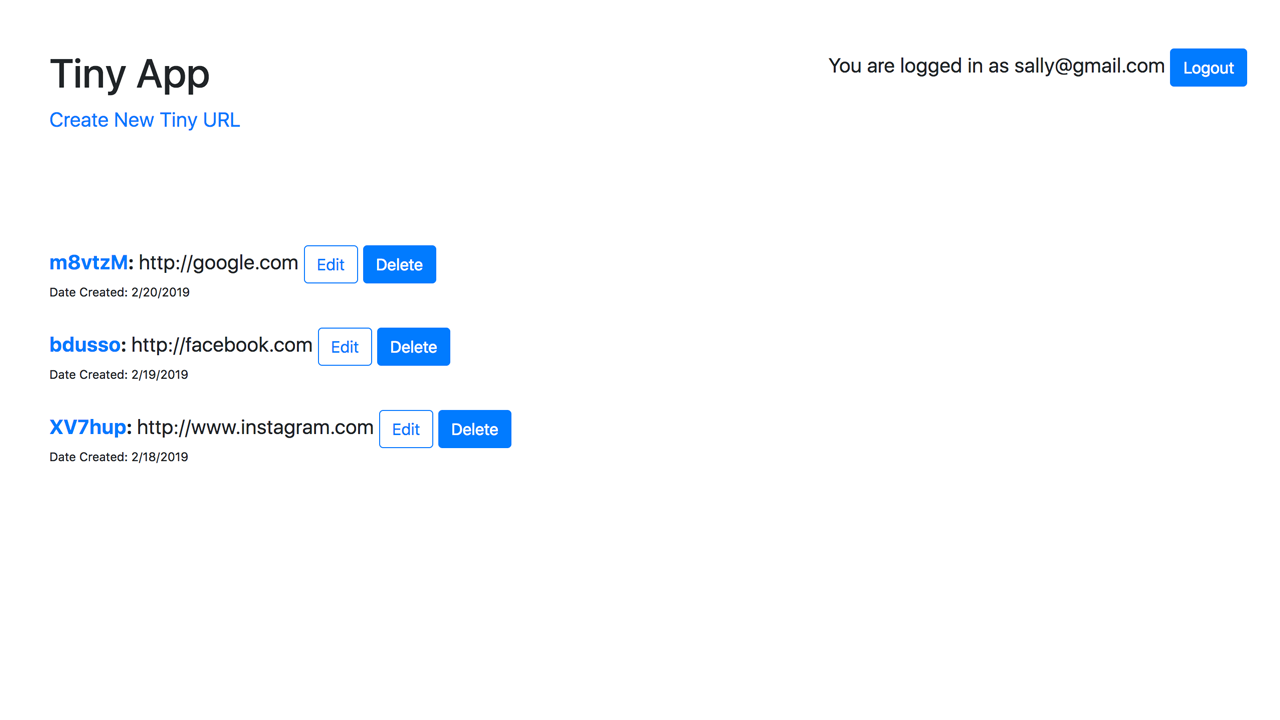 Tiny App
You are logged in as sally@gmail.com Logout
Create New Tiny URL
m8vtzM: http://google.com Edit Delete
Date Created: 2/20/2019
bdusso: http://facebook.com Edit Delete
Date Created: 2/19/2019
XV7hup: http://www.instagram.com Edit Delete
Date Created: 2/18/2019